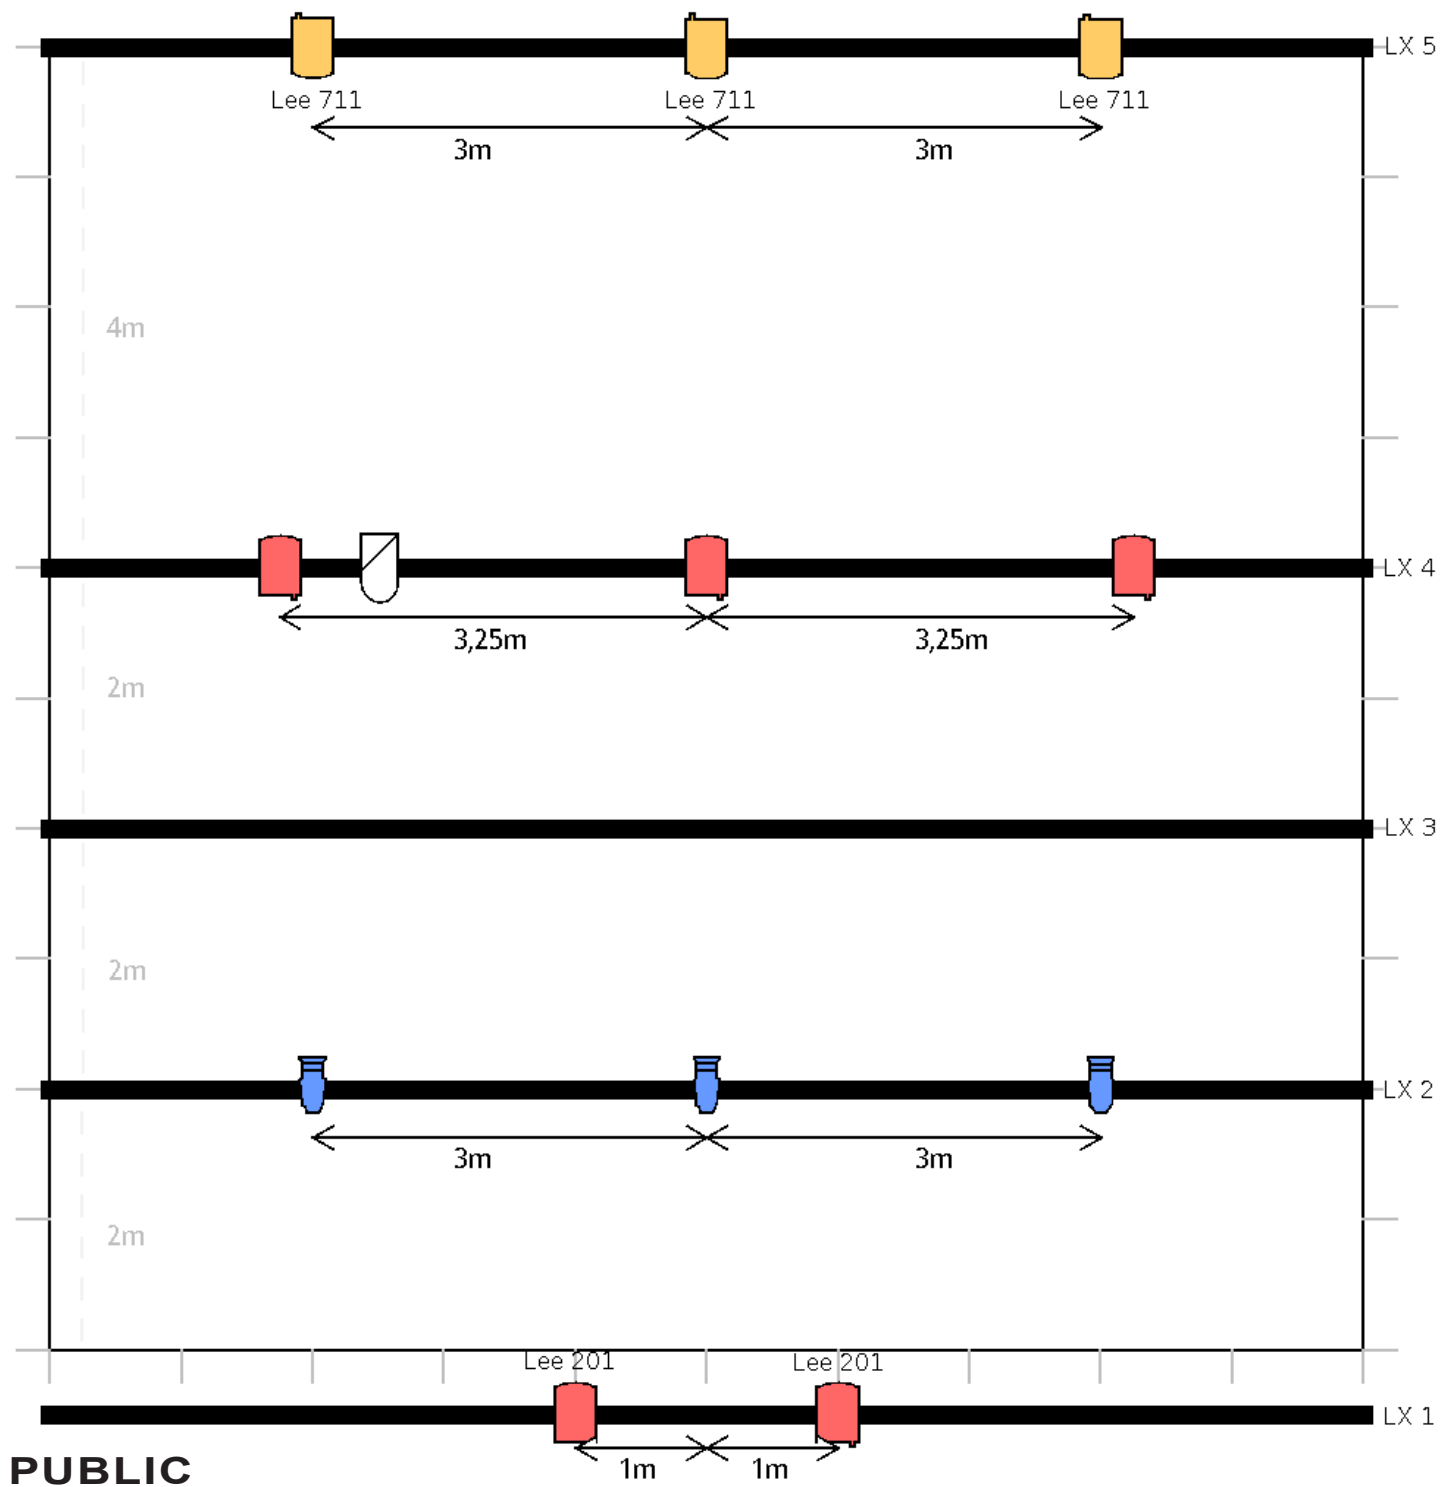 LX 5
Lee 711 Lee 711 Lee 711
3m 3m
4m
LX 4
3,25m 3,25m
2m
LX 3
2m
LX 2
3m 3m
2m
Lee 201 Lee 201
LX 1
1m 1m
PUBLIC